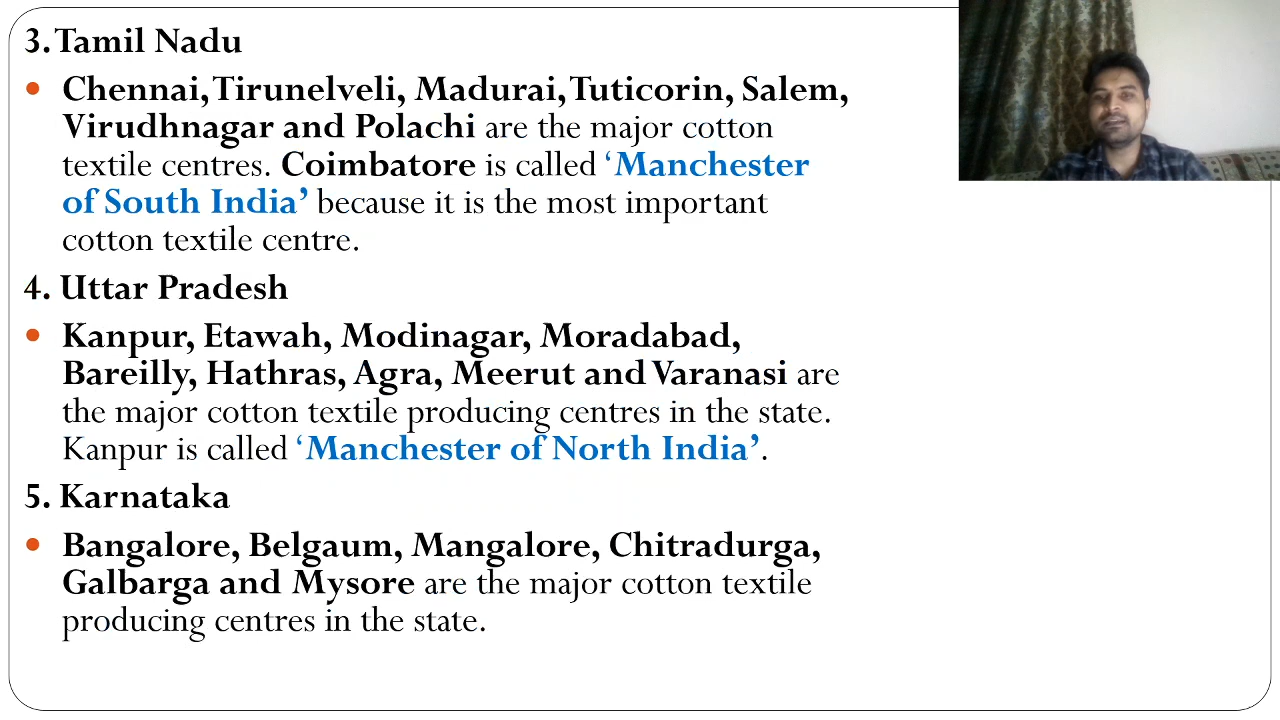 3. Tamil Nadu
• Chennai, Tirunelveli, Madurai, Tuticorin, Salem,
Virudhnagar and Polachi are the major cotton
textile centres. Coimbatore is called ‘Manchester
of South India’ because it is the most important
cotton textile centre.
4. Uttar Pradesh
• Kanpur, Etawah, Modinagar, Moradabad,
Bareilly, Hathras, Agra, Meerut and Varanasi are
the major cotton textile producing centres in the state.
Kanpur is called ‘Manchester of North India’.
5. Karnataka
• Bangalore, Belgaum, Mangalore, Chitradurga,
Galbarga and Mysore are the major cotton textile
producing centres in the state.